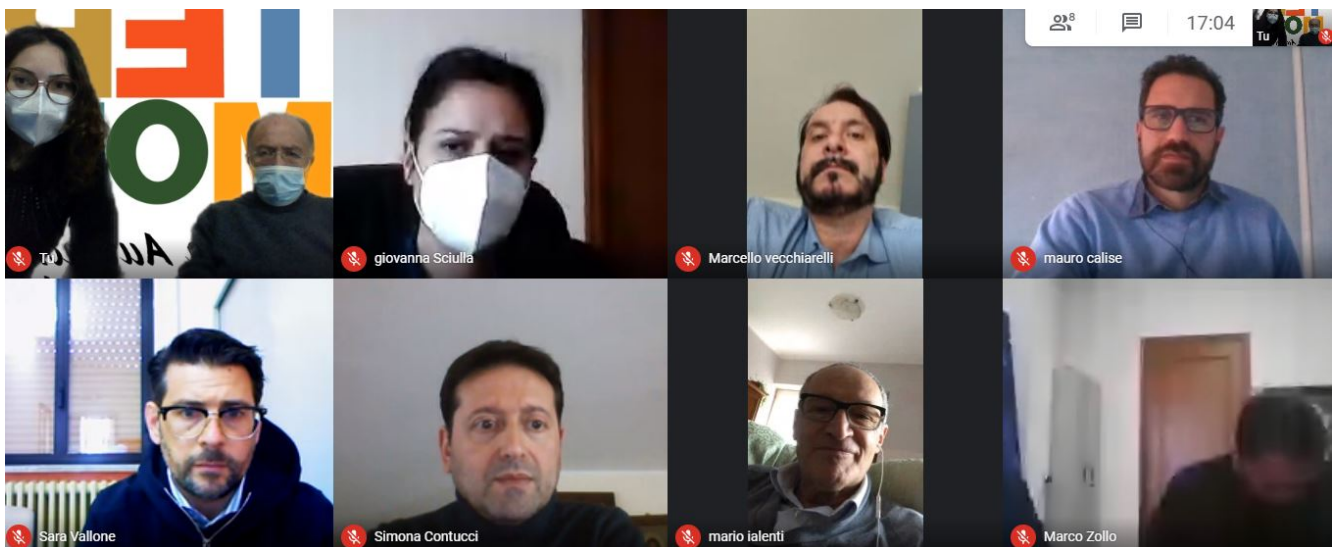 8
17:04
Tu
Tu
giovanna Sciulla
Marcello vecchiarelli
mauro calise
Sara Vallone
Simona Contucci
mario ialenti
Marco Zollo